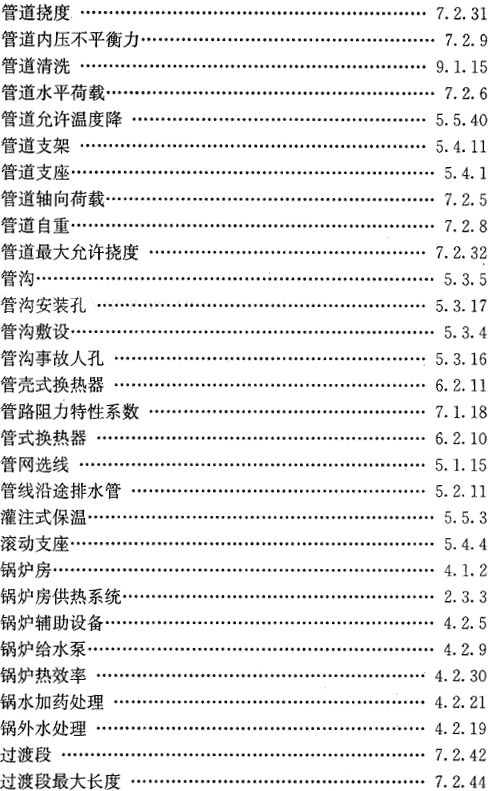 管道挠度 …………………………………………… 7.2.31
管道内压不平衡力…………………………………… 7.2.9
管道清洗 …………………………………………… 9.1.15
管道水平荷载………………………………………… 7.2.6
管道允许温度降 …………………………………… 5.5.40
管道支架 …………………………………………… 5.4.11
管道支座……………………………………………… 5.4.1
管道轴向荷载………………………………………… 7.2.5
管道自重……………………………………………… 7.2.8
管道最大允许挠度 ………………………………… 7.2.32
管沟…………………………………………………… 5.3.5
管沟安装孔 ………………………………………… 5.3.17
管沟敷设……………………………………………… 5.3.4
管沟事故人孔 ……………………………………… 5.3.16
管壳式换热器 ……………………………………… 6.2.11
管路阻力特性系数 ………………………………… 7.1.18
管式换热器 ………………………………………… 6.2.10
管网选线 …………………………………………… 5.1.15
管线沿途排水管 …………………………………… 5.2.11
灌注式保温…………………………………………… 5.5.3
滚动支座……………………………………………… 5.4.4
锅炉房………………………………………………… 4.1.2
锅炉房供热系统……………………………………… 2.3.3
锅炉辅助设备………………………………………… 4.2.5
锅炉给水泵…………………………………………… 4.2.9
锅炉热效率 ………………………………………… 4.2.30
锅水加药处理 ……………………………………… 4.2.21
锅外水处理 ………………………………………… 4.2.19
过渡段 ……………………………………………… 7.2.42
过渡段最大长度 …………………………………… 7.2.44